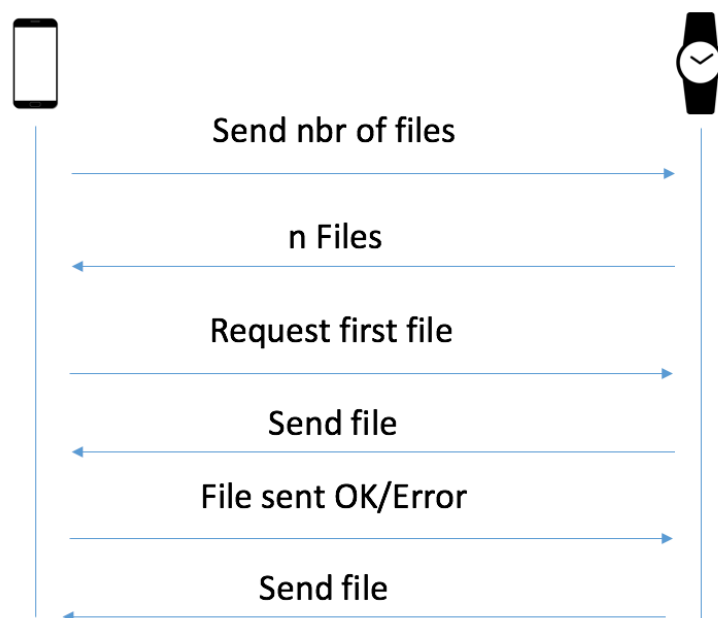 Send nbr of files
n Files
Request first file
Send file
File sent OK/Error
Send file